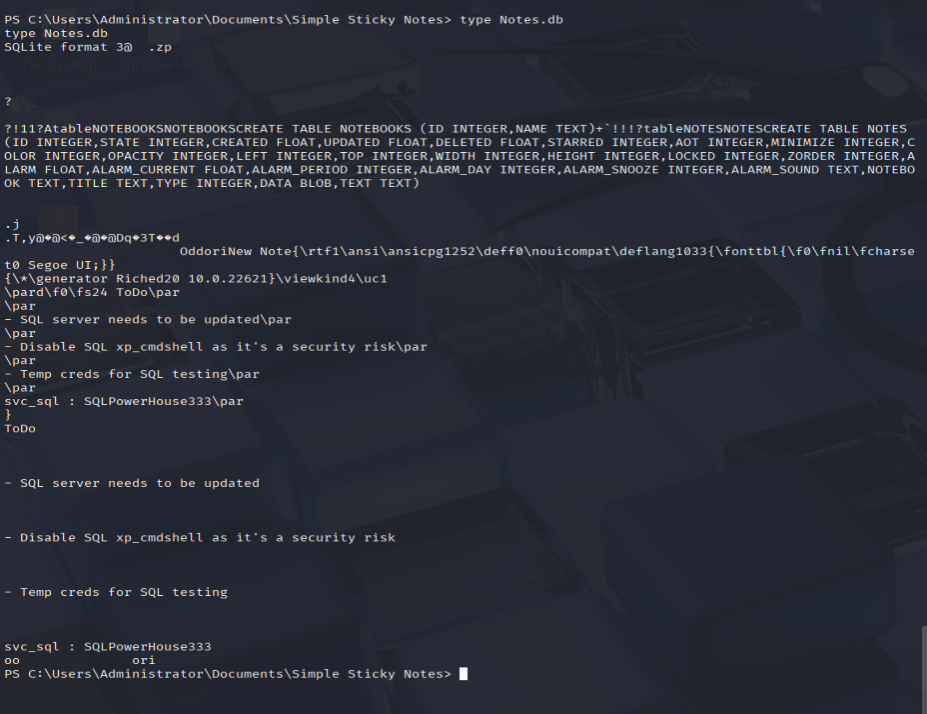 PS C:\Users\Administrator\Documents\Simple Sticky Notes> type Notes.db
type Notes.db
SQLite format 3@  .zp
?
?!11?AtableNOTEBOOKSNOTEBOOKSCREATE TABLE NOTEBOOKS (ID INTEGER,NAME TEXT)+`!!!?tableNOTESNOTESCREATE TABLE NOTES
(ID INTEGER,STATE INTEGER,CREATED FLOAT,UPDATED FLOAT,DELETED FLOAT,STARRED INTEGER,AOT INTEGER,MINIMIZE INTEGER,C
OLOR INTEGER,OPACITY INTEGER,LEFT INTEGER,TOP INTEGER,WIDTH INTEGER,HEIGHT INTEGER,LOCKED INTEGER,ZORDER INTEGER,A
LARM FLOAT,ALARM_CURRENT FLOAT,ALARM_PERIOD INTEGER,ALARM_DAY INTEGER,ALARM_SNOOZE INTEGER,ALARM_SOUND TEXT,NOTEBO
OK TEXT,TITLE TEXT,TYPE INTEGER,DATA BLOB,TEXT TEXT)
.j
.T,y@�@<�_�@�@Dq�3T��d
OddoriNew Note{\rtf1\ansi\ansicpg1252\deff0\nouicompat\deflang1033{\fonttbl{\f0\fnil\fcharse
t0 Segoe UI;}}
{\*\generator Riched20 10.0.22621}\viewkind4\uc1
\pard\f0\fs24 ToDo\par
\par
- SQL server needs to be updated\par
\par
- Disable SQL xp_cmdshell as it's a security risk\par
\par
- Temp creds for SQL testing\par
\par
svc_sql : SQLPowerHouse333\par
}
ToDo
- SQL server needs to be updated
- Disable SQL xp_cmdshell as it's a security risk
- Temp creds for SQL testing
svc_sql : SQLPowerHouse333
oo              ori
PS C:\Users\Administrator\Documents\Simple Sticky Notes>